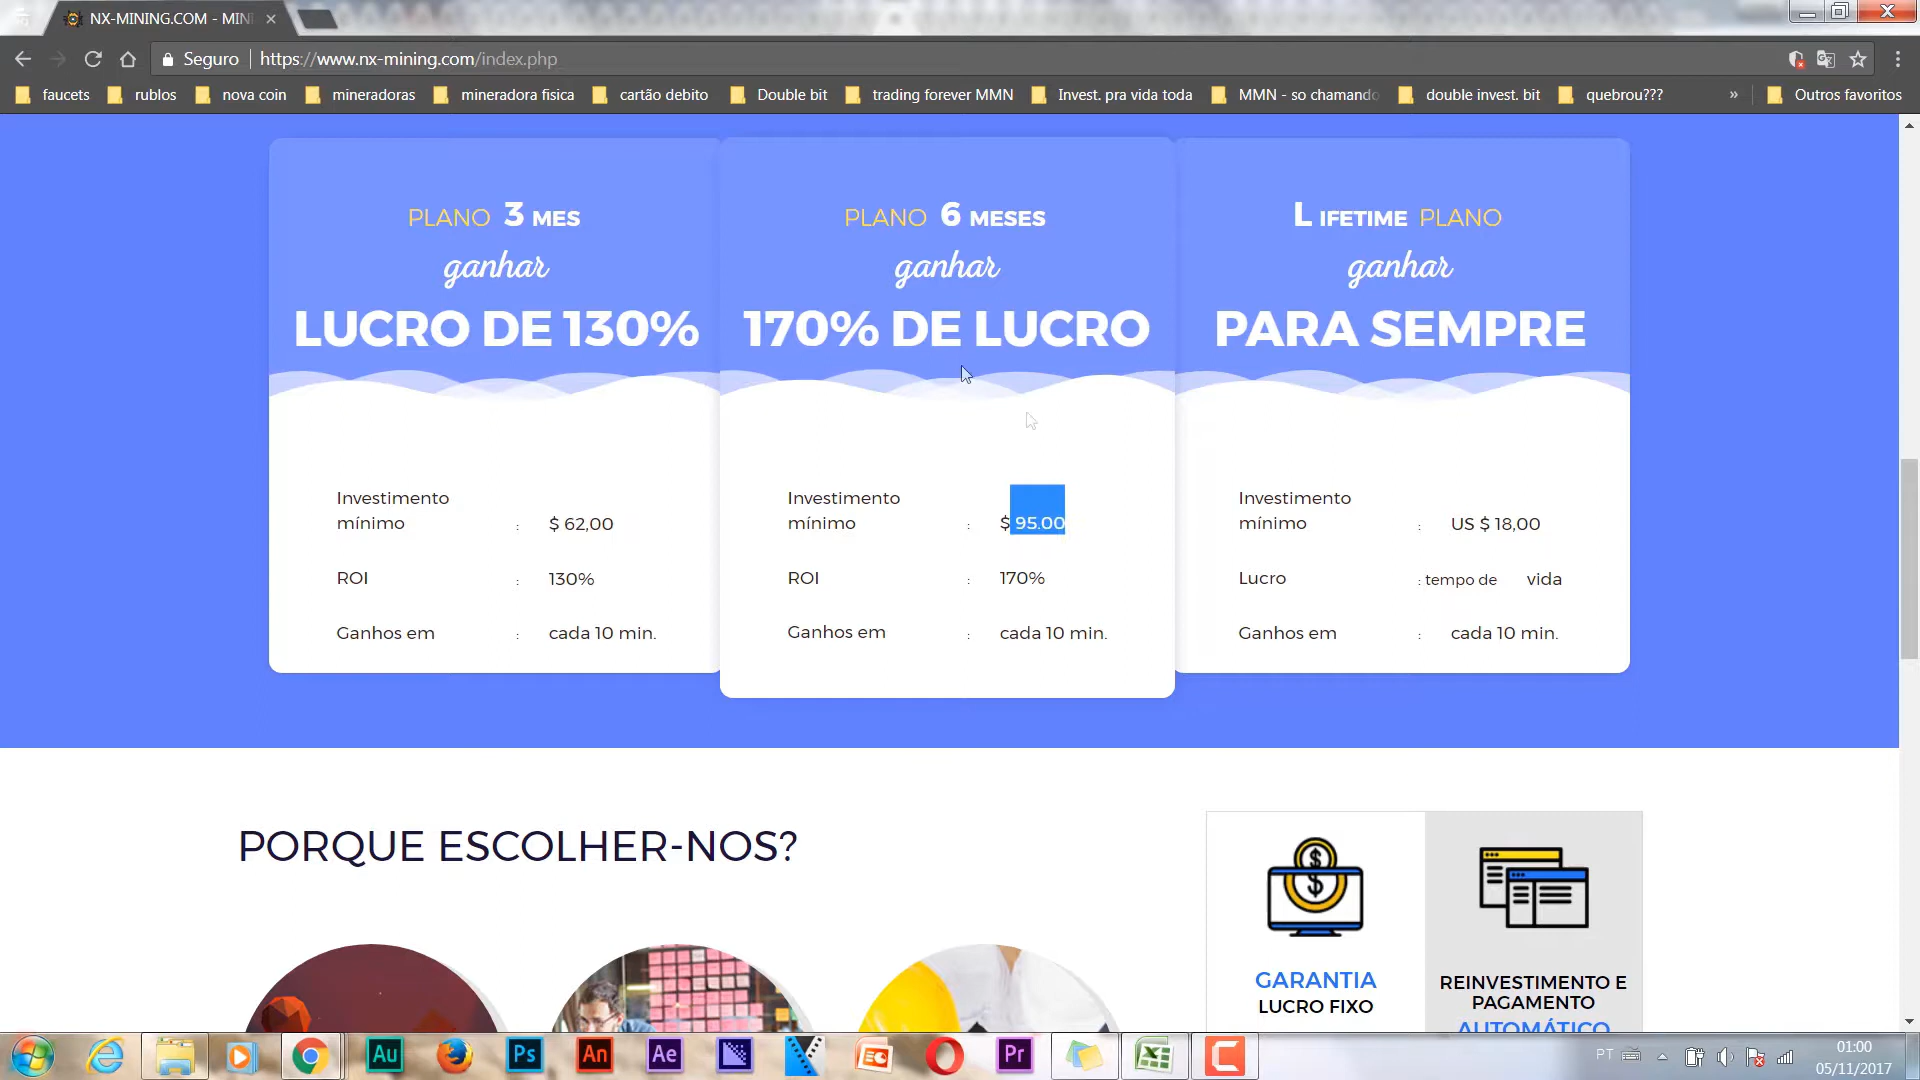 NX-MINING.COM - MIN
Seguro
https://www.nx-mining.com/index.php
faucets
rublos
nova coin
mineradoras
mineradora fisica
cartão debito
Double bit
trading forever MMN
Invest. pra vida toda
MMN - so chamando
double invest. bit
quebrou???
»
Outros favoritos
PLANO 3 MES
ganhar
LUCRO DE 130%
Investimento
mínimo : $ 62,00
ROI : 130%
Ganhos em : cada 10 min.
PLANO 6 MESES
ganhar
170% DE LUCRO
Investimento
mínimo : $ 95.00
ROI : 170%
Ganhos em : cada 10 min.
L IFETIME PLANO
ganhar
PARA SEMPRE
Investimento
mínimo : US $ 18,00
Lucro : tempo de vida
Ganhos em : cada 10 min.
PORQUE ESCOLHER-NOS?
GARANTIA
LUCRO FIXO
REINVESTIMENTO E
PAGAMENTO
AUTOMÁTICO
Au
Ps
An
Ae
Pr
PT
01:00
05/11/2017